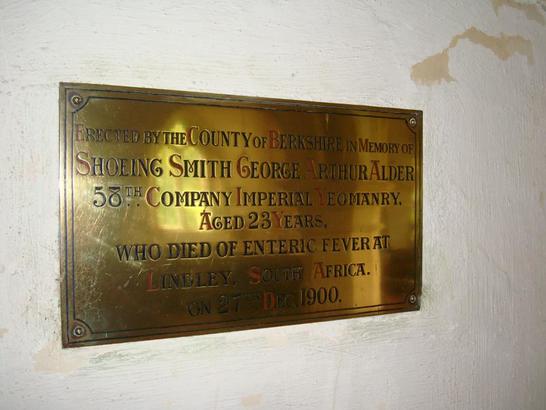 ERECTED BY THE COUNTY OF BERKSHIRE IN MEMORY OF
SHOEING SMITH GEORGE ARTHUR ALDER
58TH COMPANY IMPERIAL YEOMANRY.
AGED 23 YEARS,
WHO DIED OF ENTERIC FEVER AT
LINDLEY, SOUTH AFRICA.
ON 27TH DEC. 1900.